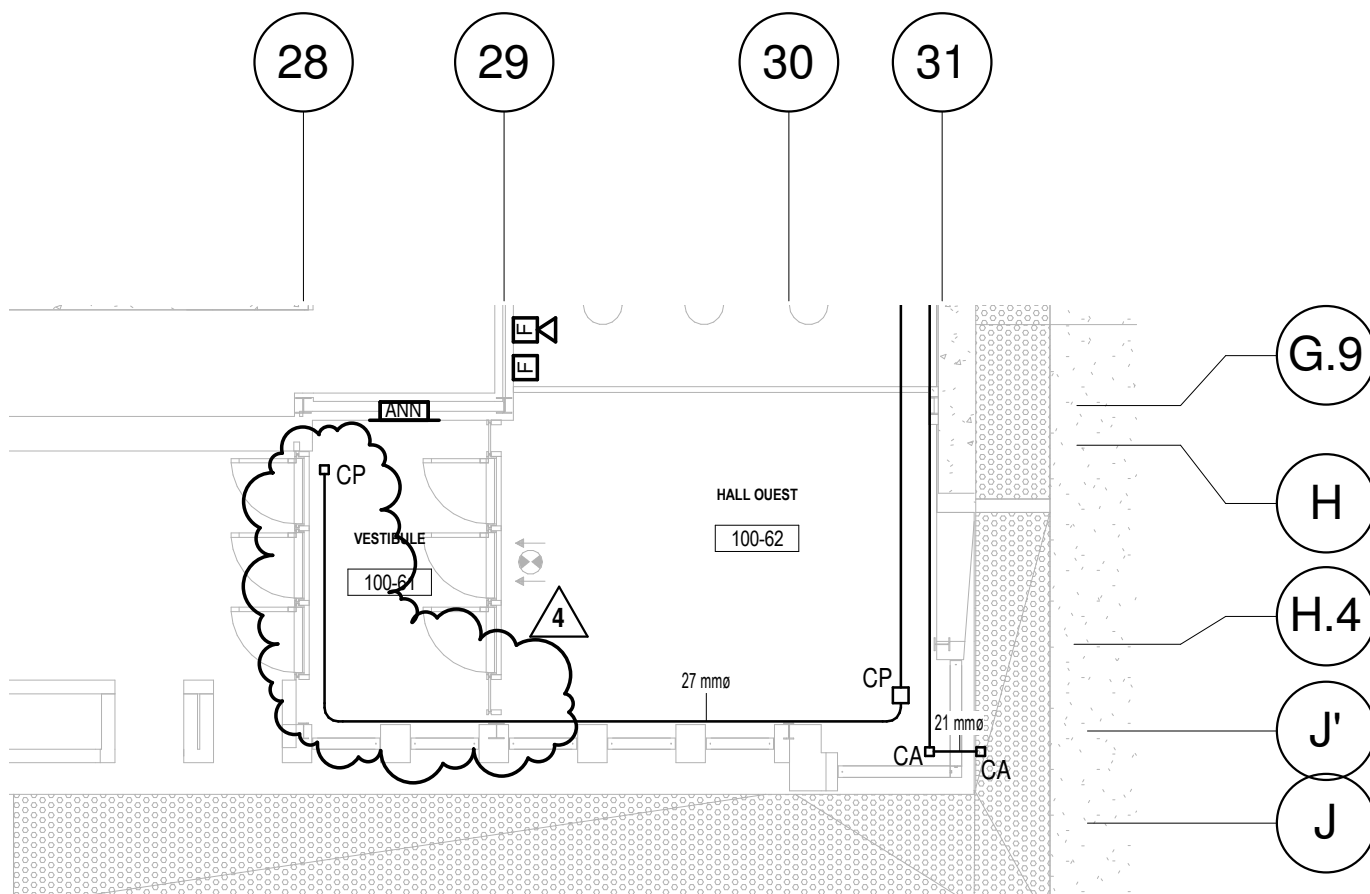 28
29
30
31
G.9
F
F
ANN
H
CP
HALL OUEST
100-62
VESTIBULE
100-61
4
H.4
CP
27 mmø
21 mmø
J'
CA
CA
J